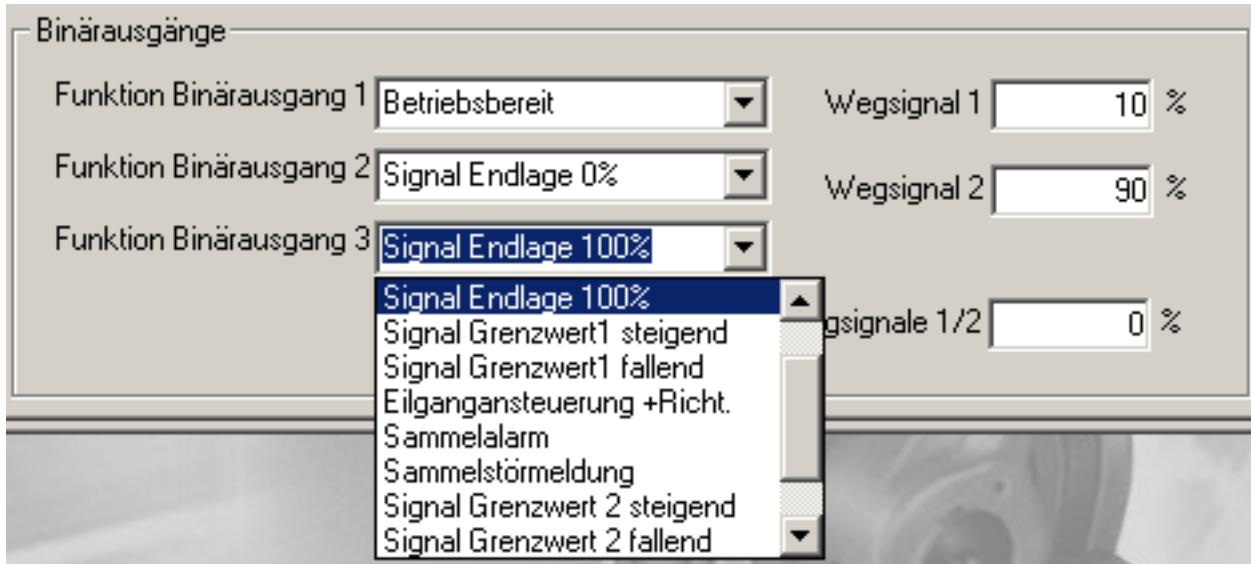 Binärausgänge
Funktion Binärausgang 1 Betriebsbereit Wegsignal 1 10 %
Funktion Binärausgang 2 Signal Endlage 0% Wegsignal 2 90 %
Funktion Binärausgang 3 Signal Endlage 100%
Signal Endlage 100%
Signal Grenzwert1 steigend gsignale 1/2 0 %
Signal Grenzwert1 fallend
Eilgangansteuerung +Richt.
Sammelalarm
Sammelstörmeldung
Signal Grenzwert 2 steigend
Signal Grenzwert 2 fallend